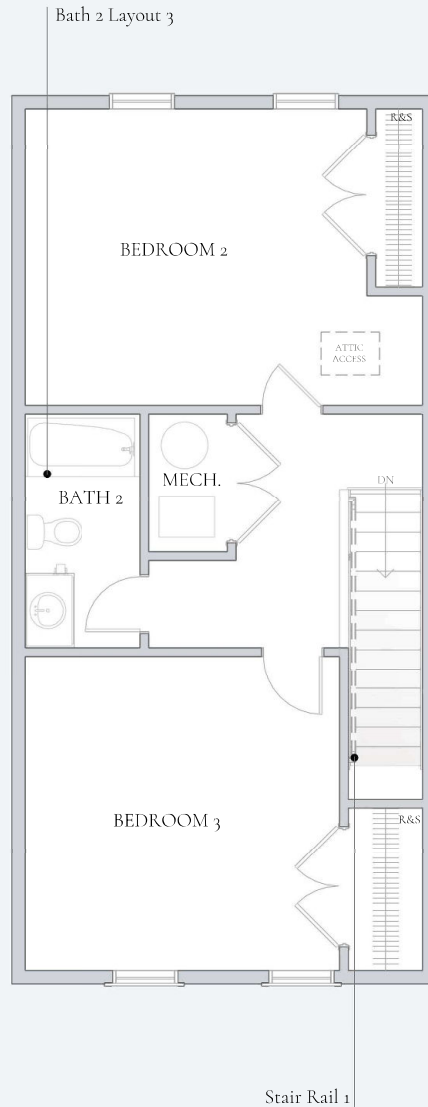 Bath 2 Layout 3
R&S
BEDROOM 2
ATTIC
ACCESS
MECH.
DN
BATH 2
BEDROOM 3
R&S
Stair Rail 1